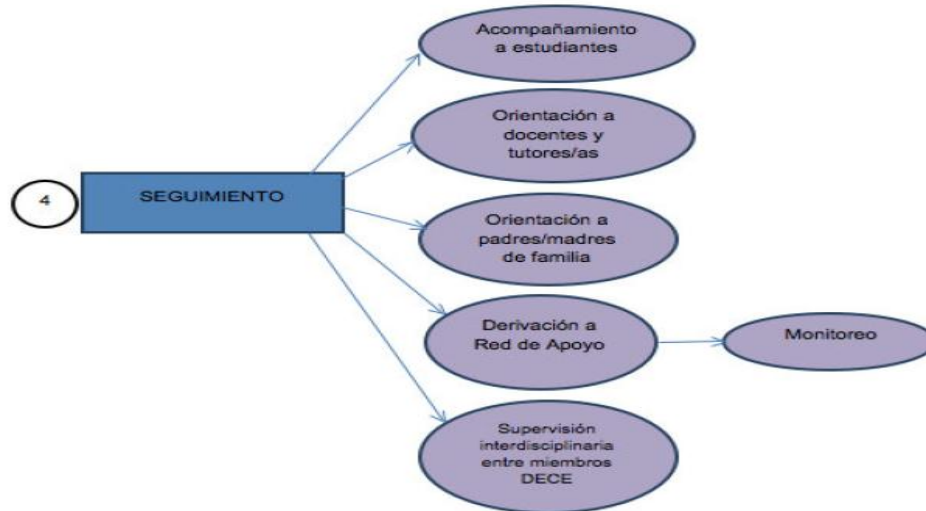 Acompañamiento
a estudiantes
Orientación a
docentes y
tutores/as
4
SEGUIMIENTO
Orientación a
padres/madres
de familia
Derivación a
Red de Apoyo
Monitoreo
Supervisión
interdisciplinaria
entre miembros
DECE